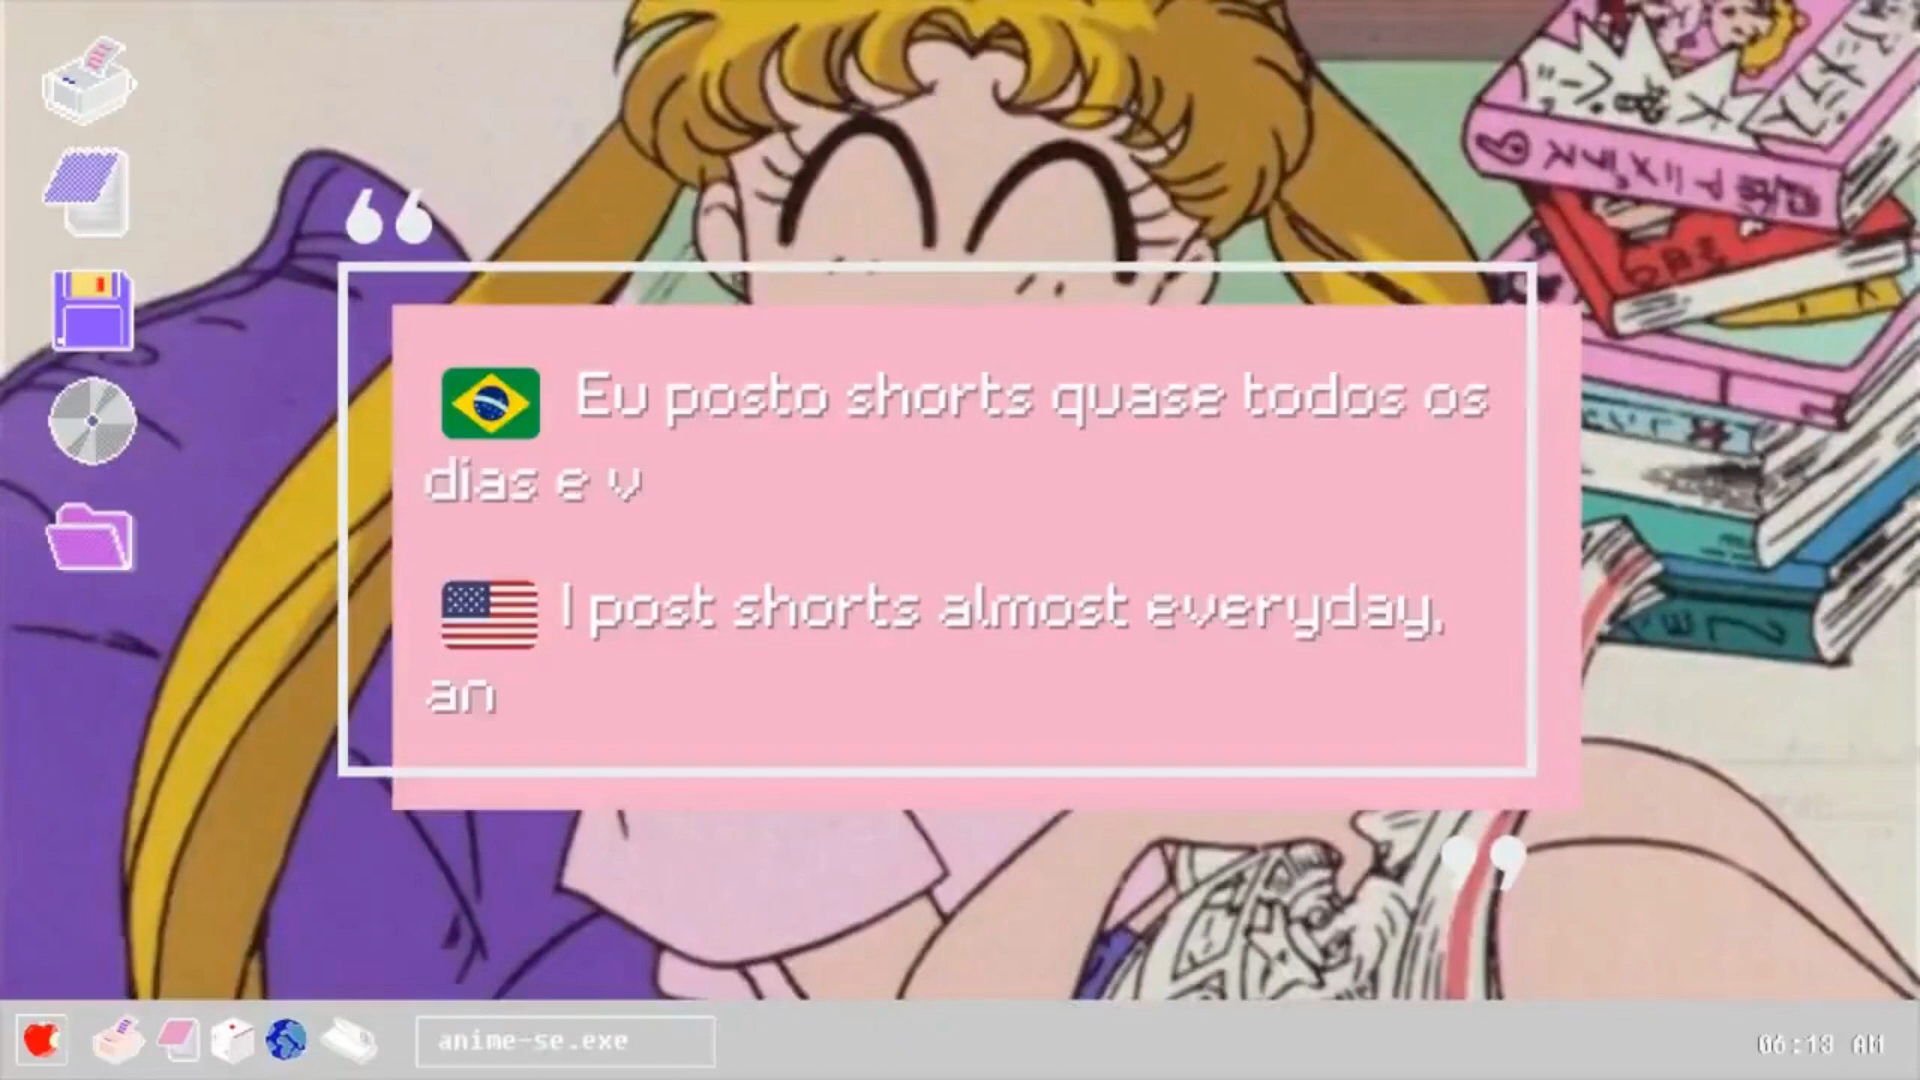 Eu posto shorts quase todos os
dias e v
I post shorts almost everyday,
an
anime-se.exe
06:13 AM